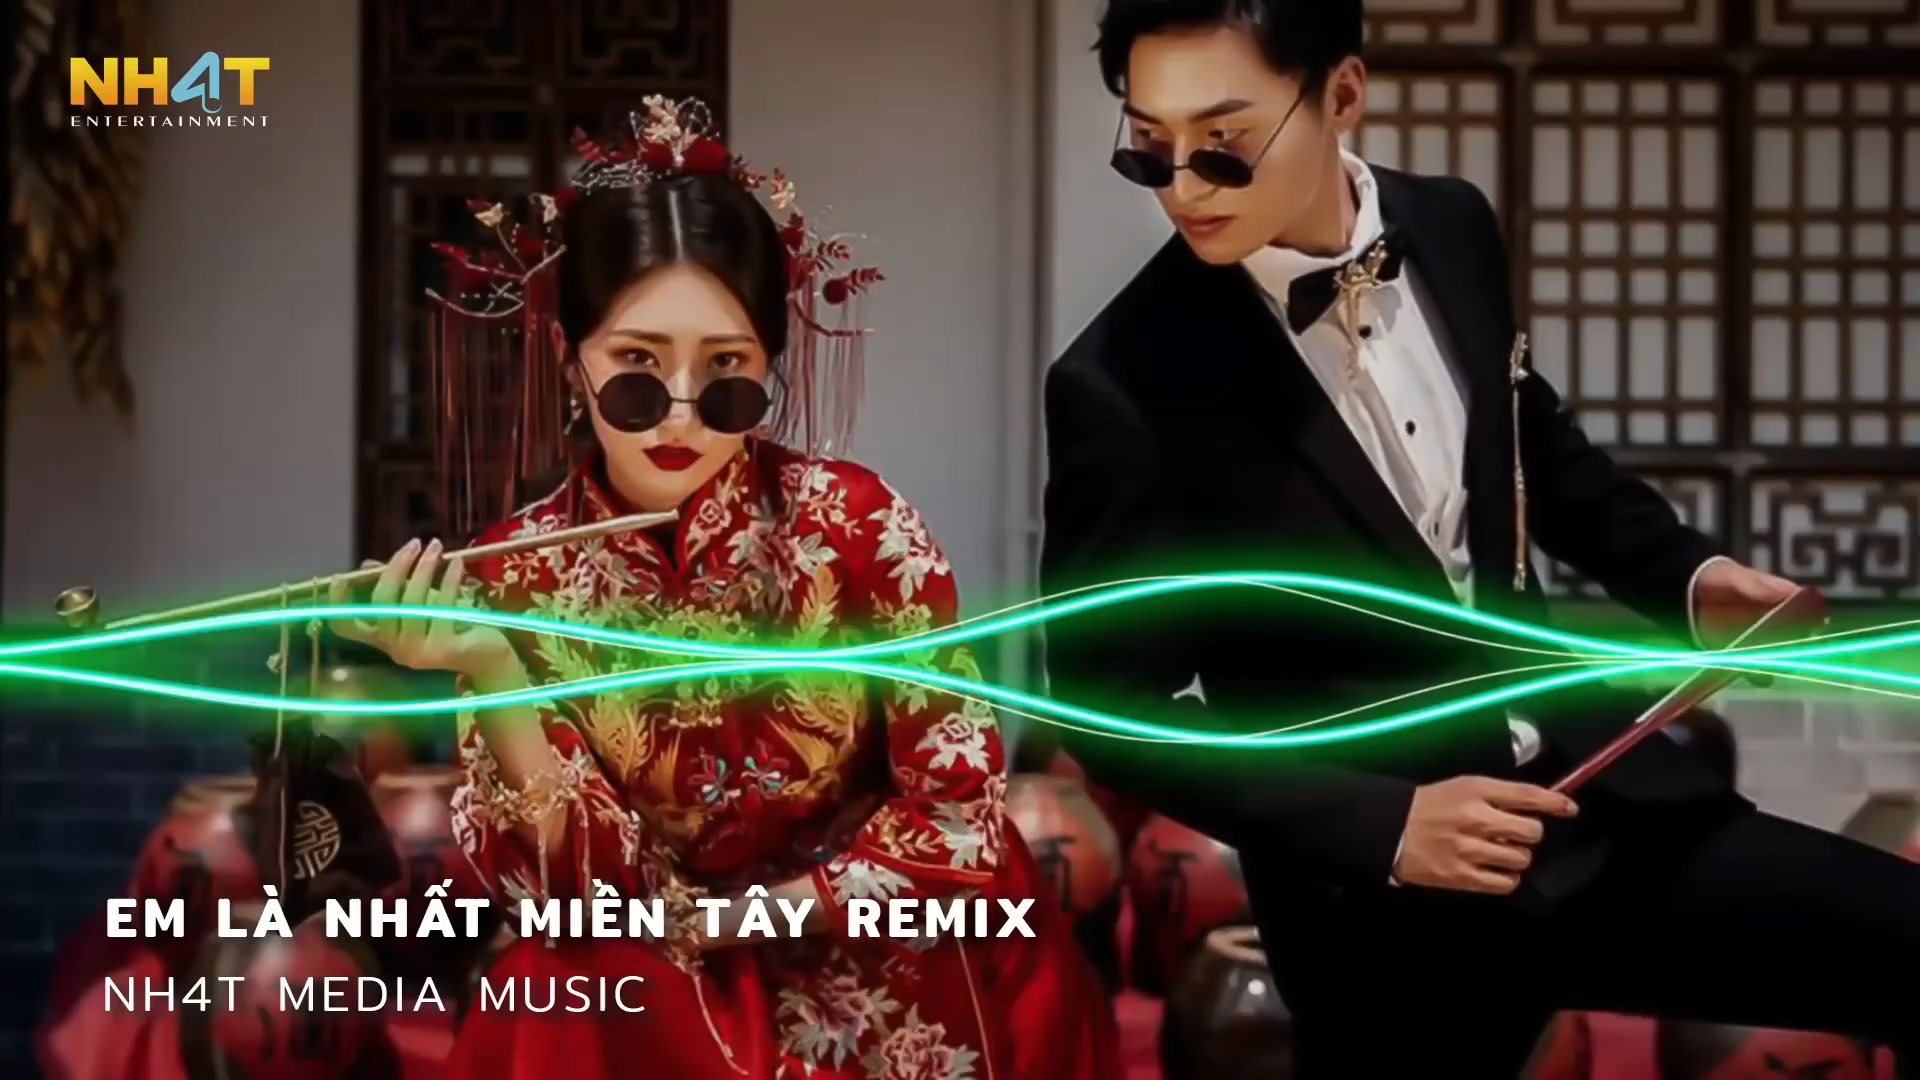 NH4T
ENTERTAINMENT
EM LÀ NHẤT MIỀN TÂY REMIX
NH4T MEDIA MUSIC